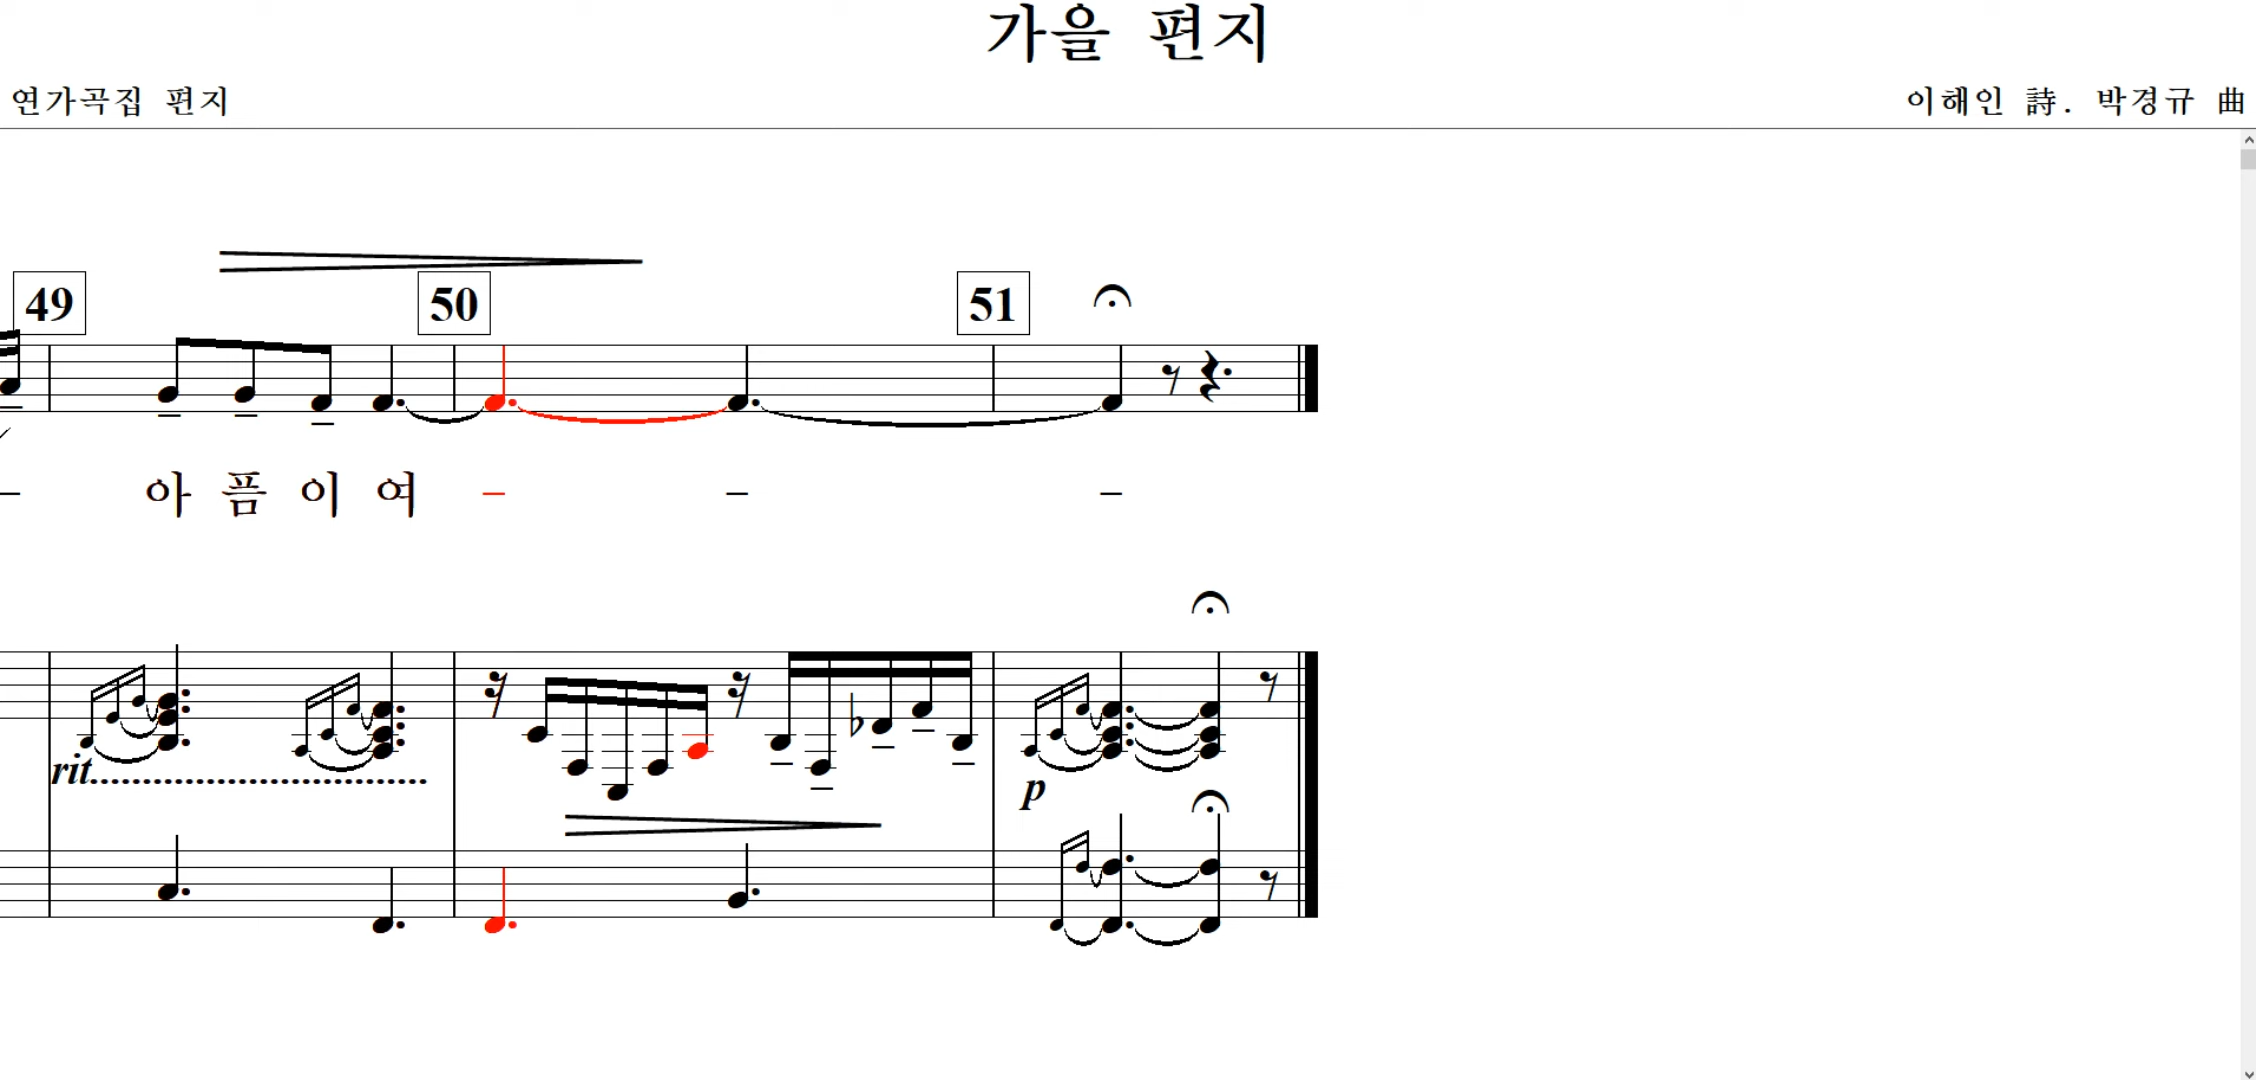 가을 편지
연가곡집 편지
이해인 詩. 박경규 曲
49
50
51
- 아 픔 이 여 - - -
rit
p